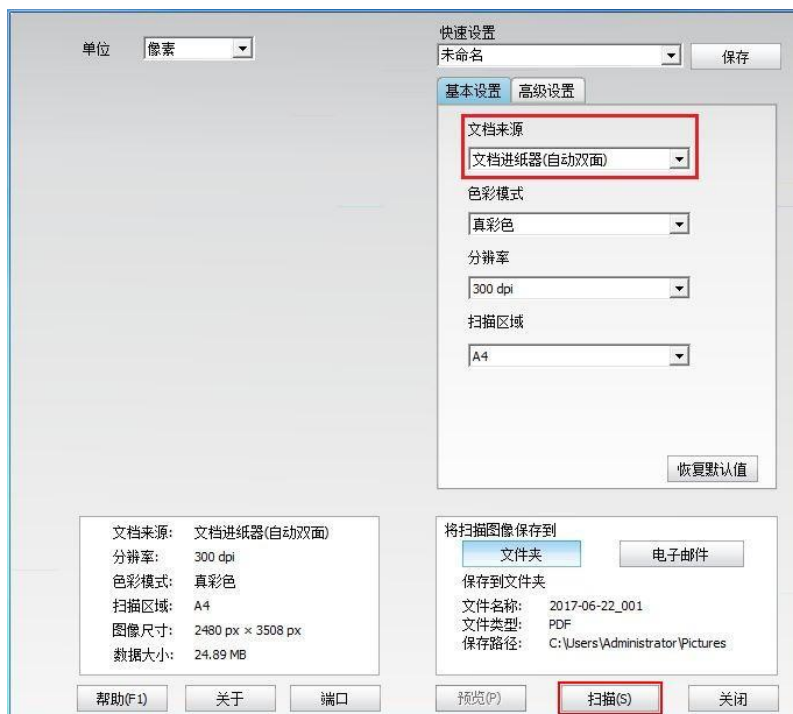 单位 像素
快速设置
未命名 保存
基本设置 高级设置
文档来源
文档进纸器(自动双面)
色彩模式
真彩色
分辨率
300 dpi
扫描区域
A4
恢复默认值
文档来源: 文档进纸器(自动双面)
分辨率: 300 dpi
色彩模式: 真彩色
扫描区域: A4
图像尺寸: 2480 px × 3508 px
数据大小: 24.89 MB
将扫描图像保存到
文件夹 电子邮件
保存到文件夹
文件名称: 2017-06-22_001
文件类型: PDF
保存路径: C:\Users\Administrator\Pictures
帮助(F1) 关于 端口 预览(P) 扫描(S) 关闭